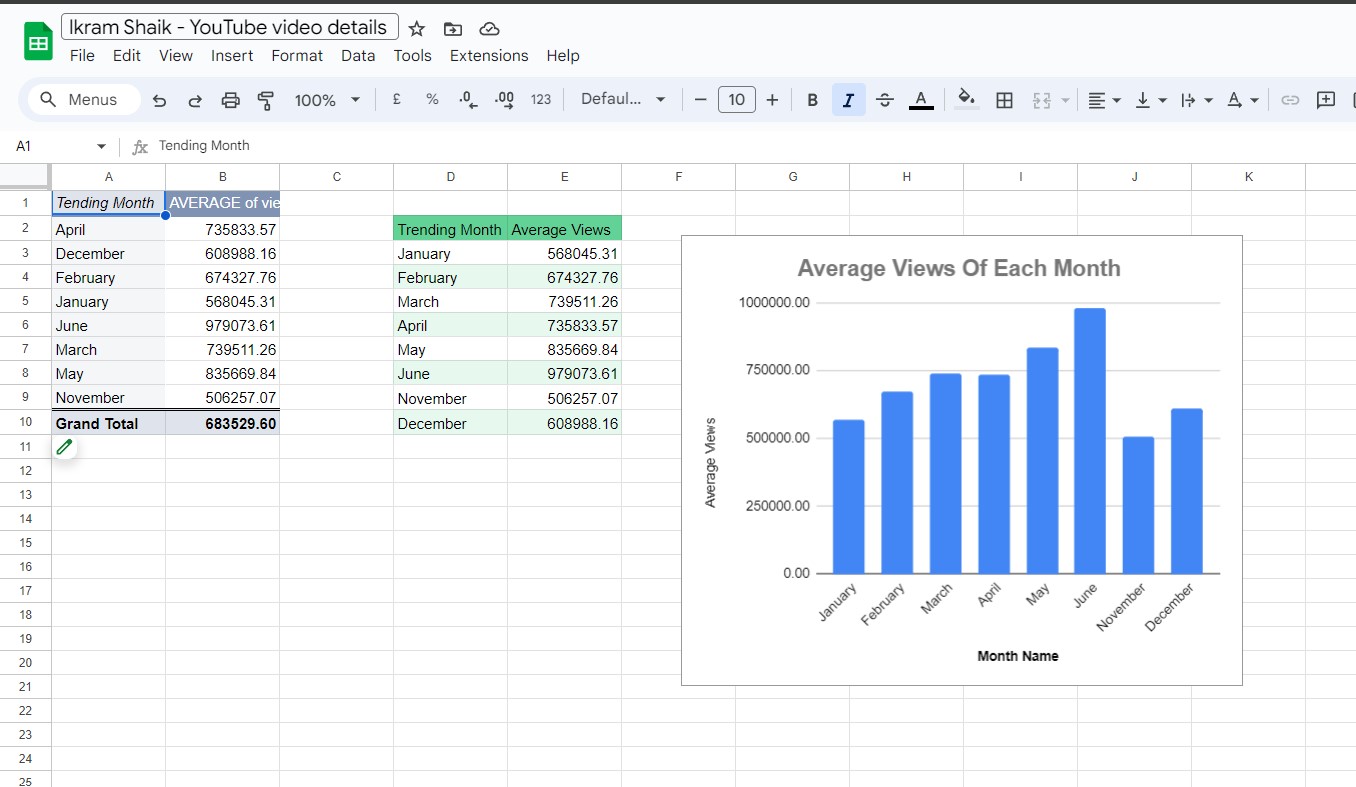 Ikram Shaik - YouTube video details
File Edit View Insert Format Data Tools Extensions Help
Menus 100% £ % .0 .00 123 Defaul... 10 B I S A A
A1 fx Tending Month
A B C D E F G H I J K
1 Tending Month AVERAGE of vie
2 April 735833.57 Trending Month Average Views
3 December 608988.16 January 568045.31
4 February 674327.76 February 674327.76
5 January 568045.31 March 739511.26
6 June 979073.61 April 735833.57
7 March 739511.26 May 835669.84
8 May 835669.84 June 979073.61
9 November 506257.07 November 506257.07
10 Grand Total 683529.60 December 608988.16
11
12
13
14
15
16
17
18
19
20
21
22
23
24
25
Average Views Of Each Month
Average Views
1000000.00
750000.00
500000.00
250000.00
0.00
January February March April May June November December
Month Name